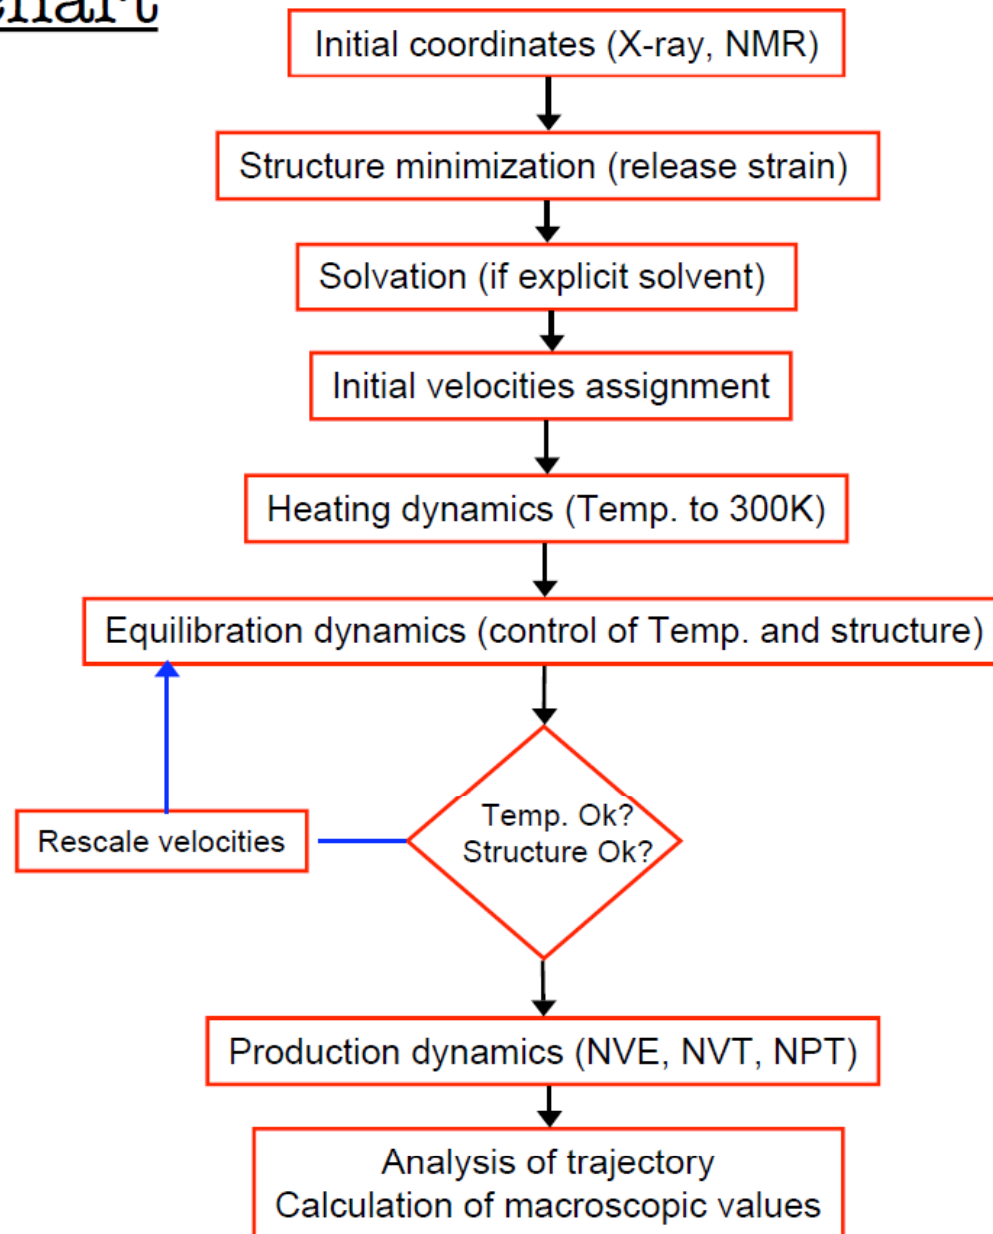 chart
Initial coordinates (X-ray, NMR)
Structure minimization (release strain)
Solvation (if explicit solvent)
Initial velocities assignment
Heating dynamics (Temp. to 300K)
Equilibration dynamics (control of Temp. and structure)
Temp. Ok?
Structure Ok?
Rescale velocities
Production dynamics (NVE, NVT, NPT)
Analysis of trajectory
Calculation of macroscopic values